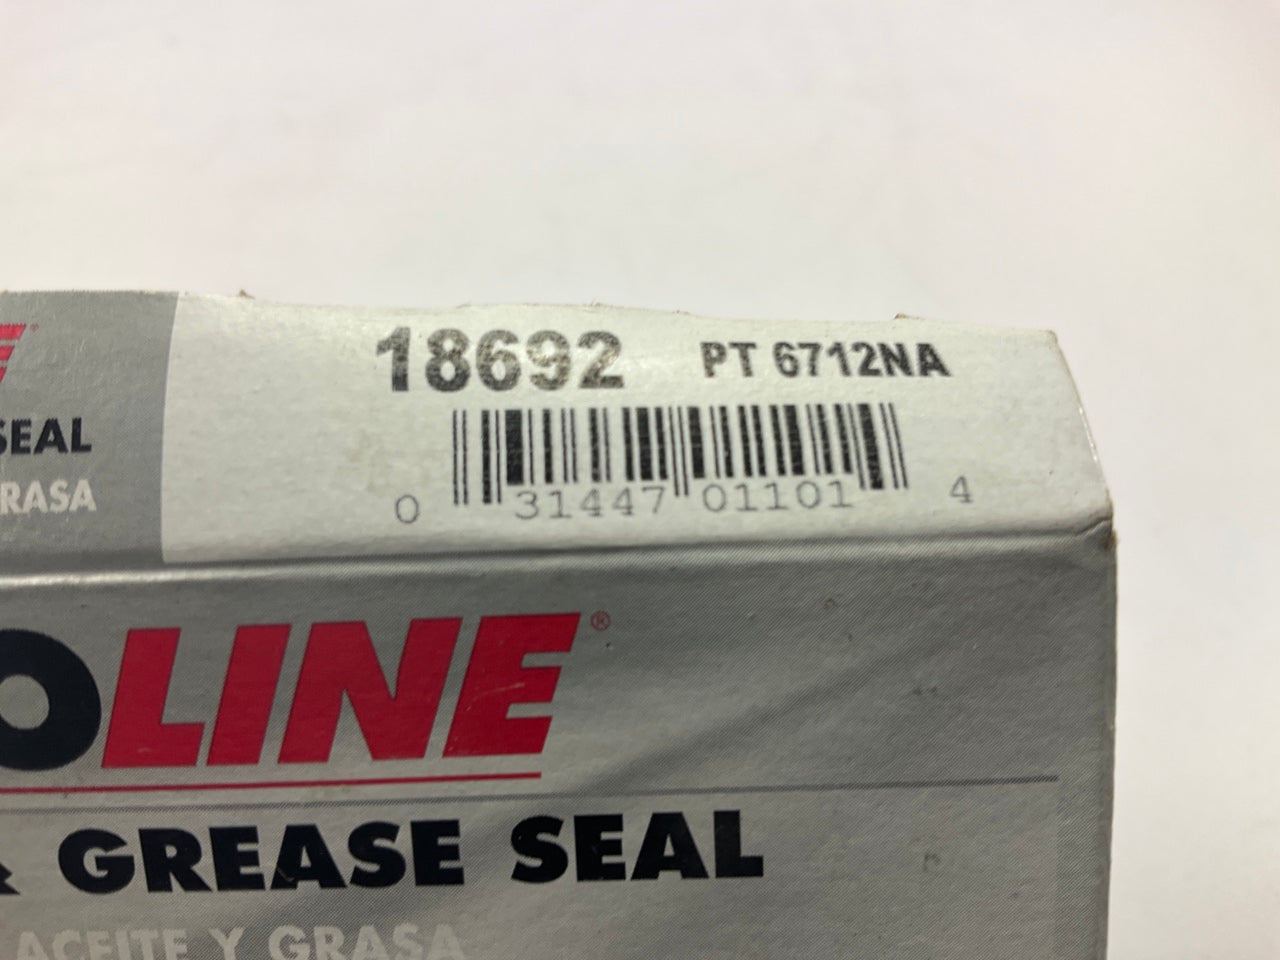 18692 PT 6712NA
0 31447 01101 4
SEAL
RASA
OLINE®
& GREASE SEAL
ACEITE Y GRASA